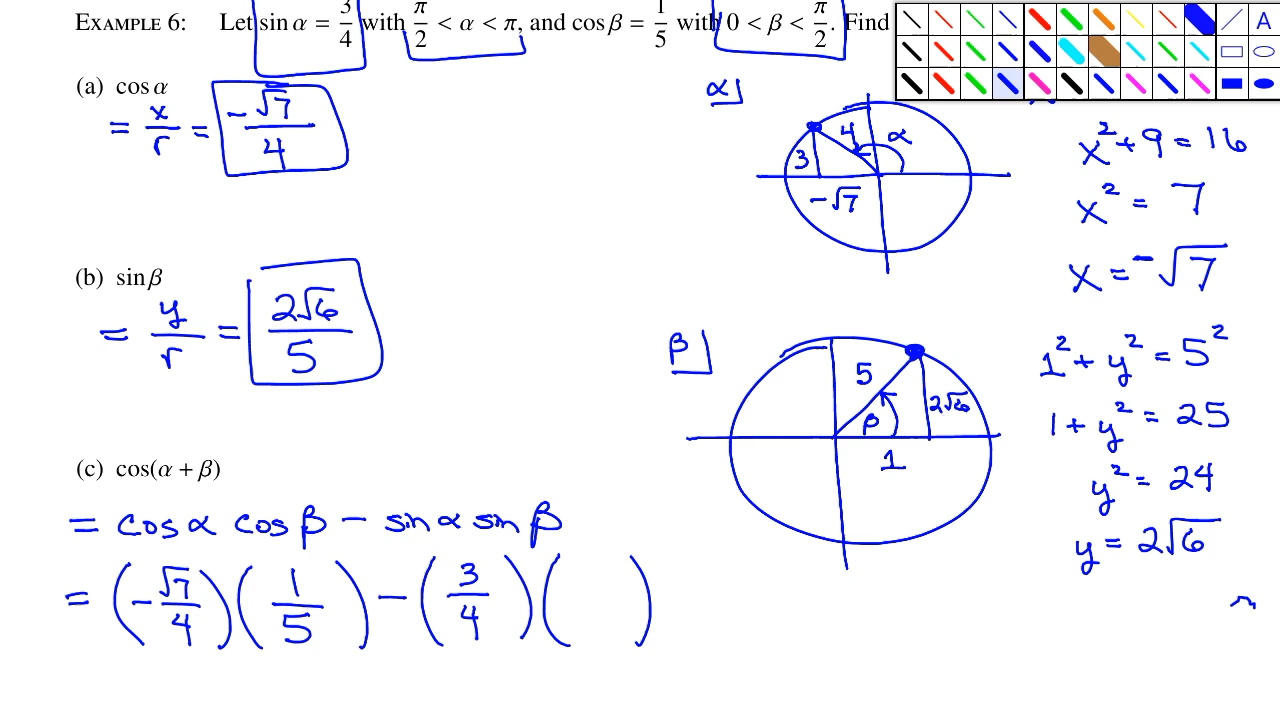 EXAMPLE 6: Let sin α = 3/4 with π/2 < α < π, and cos β = 1/5 with 0 < β < π/2. Find
(a) cos α
= x/r = -√7/4
α
4
α
3
-√7
x² + 9 = 16
x² = 7
x = -√7
(b) sin β
= y/r = 2√6/5
β
5
β
2√6
1
1² + y² = 5²
1 + y² = 25
y² = 24
y = 2√6
(c) cos(α + β)
= cos α cos β - sin α sin β
= (-√7/4)(1/5) - (3/4)( )
A